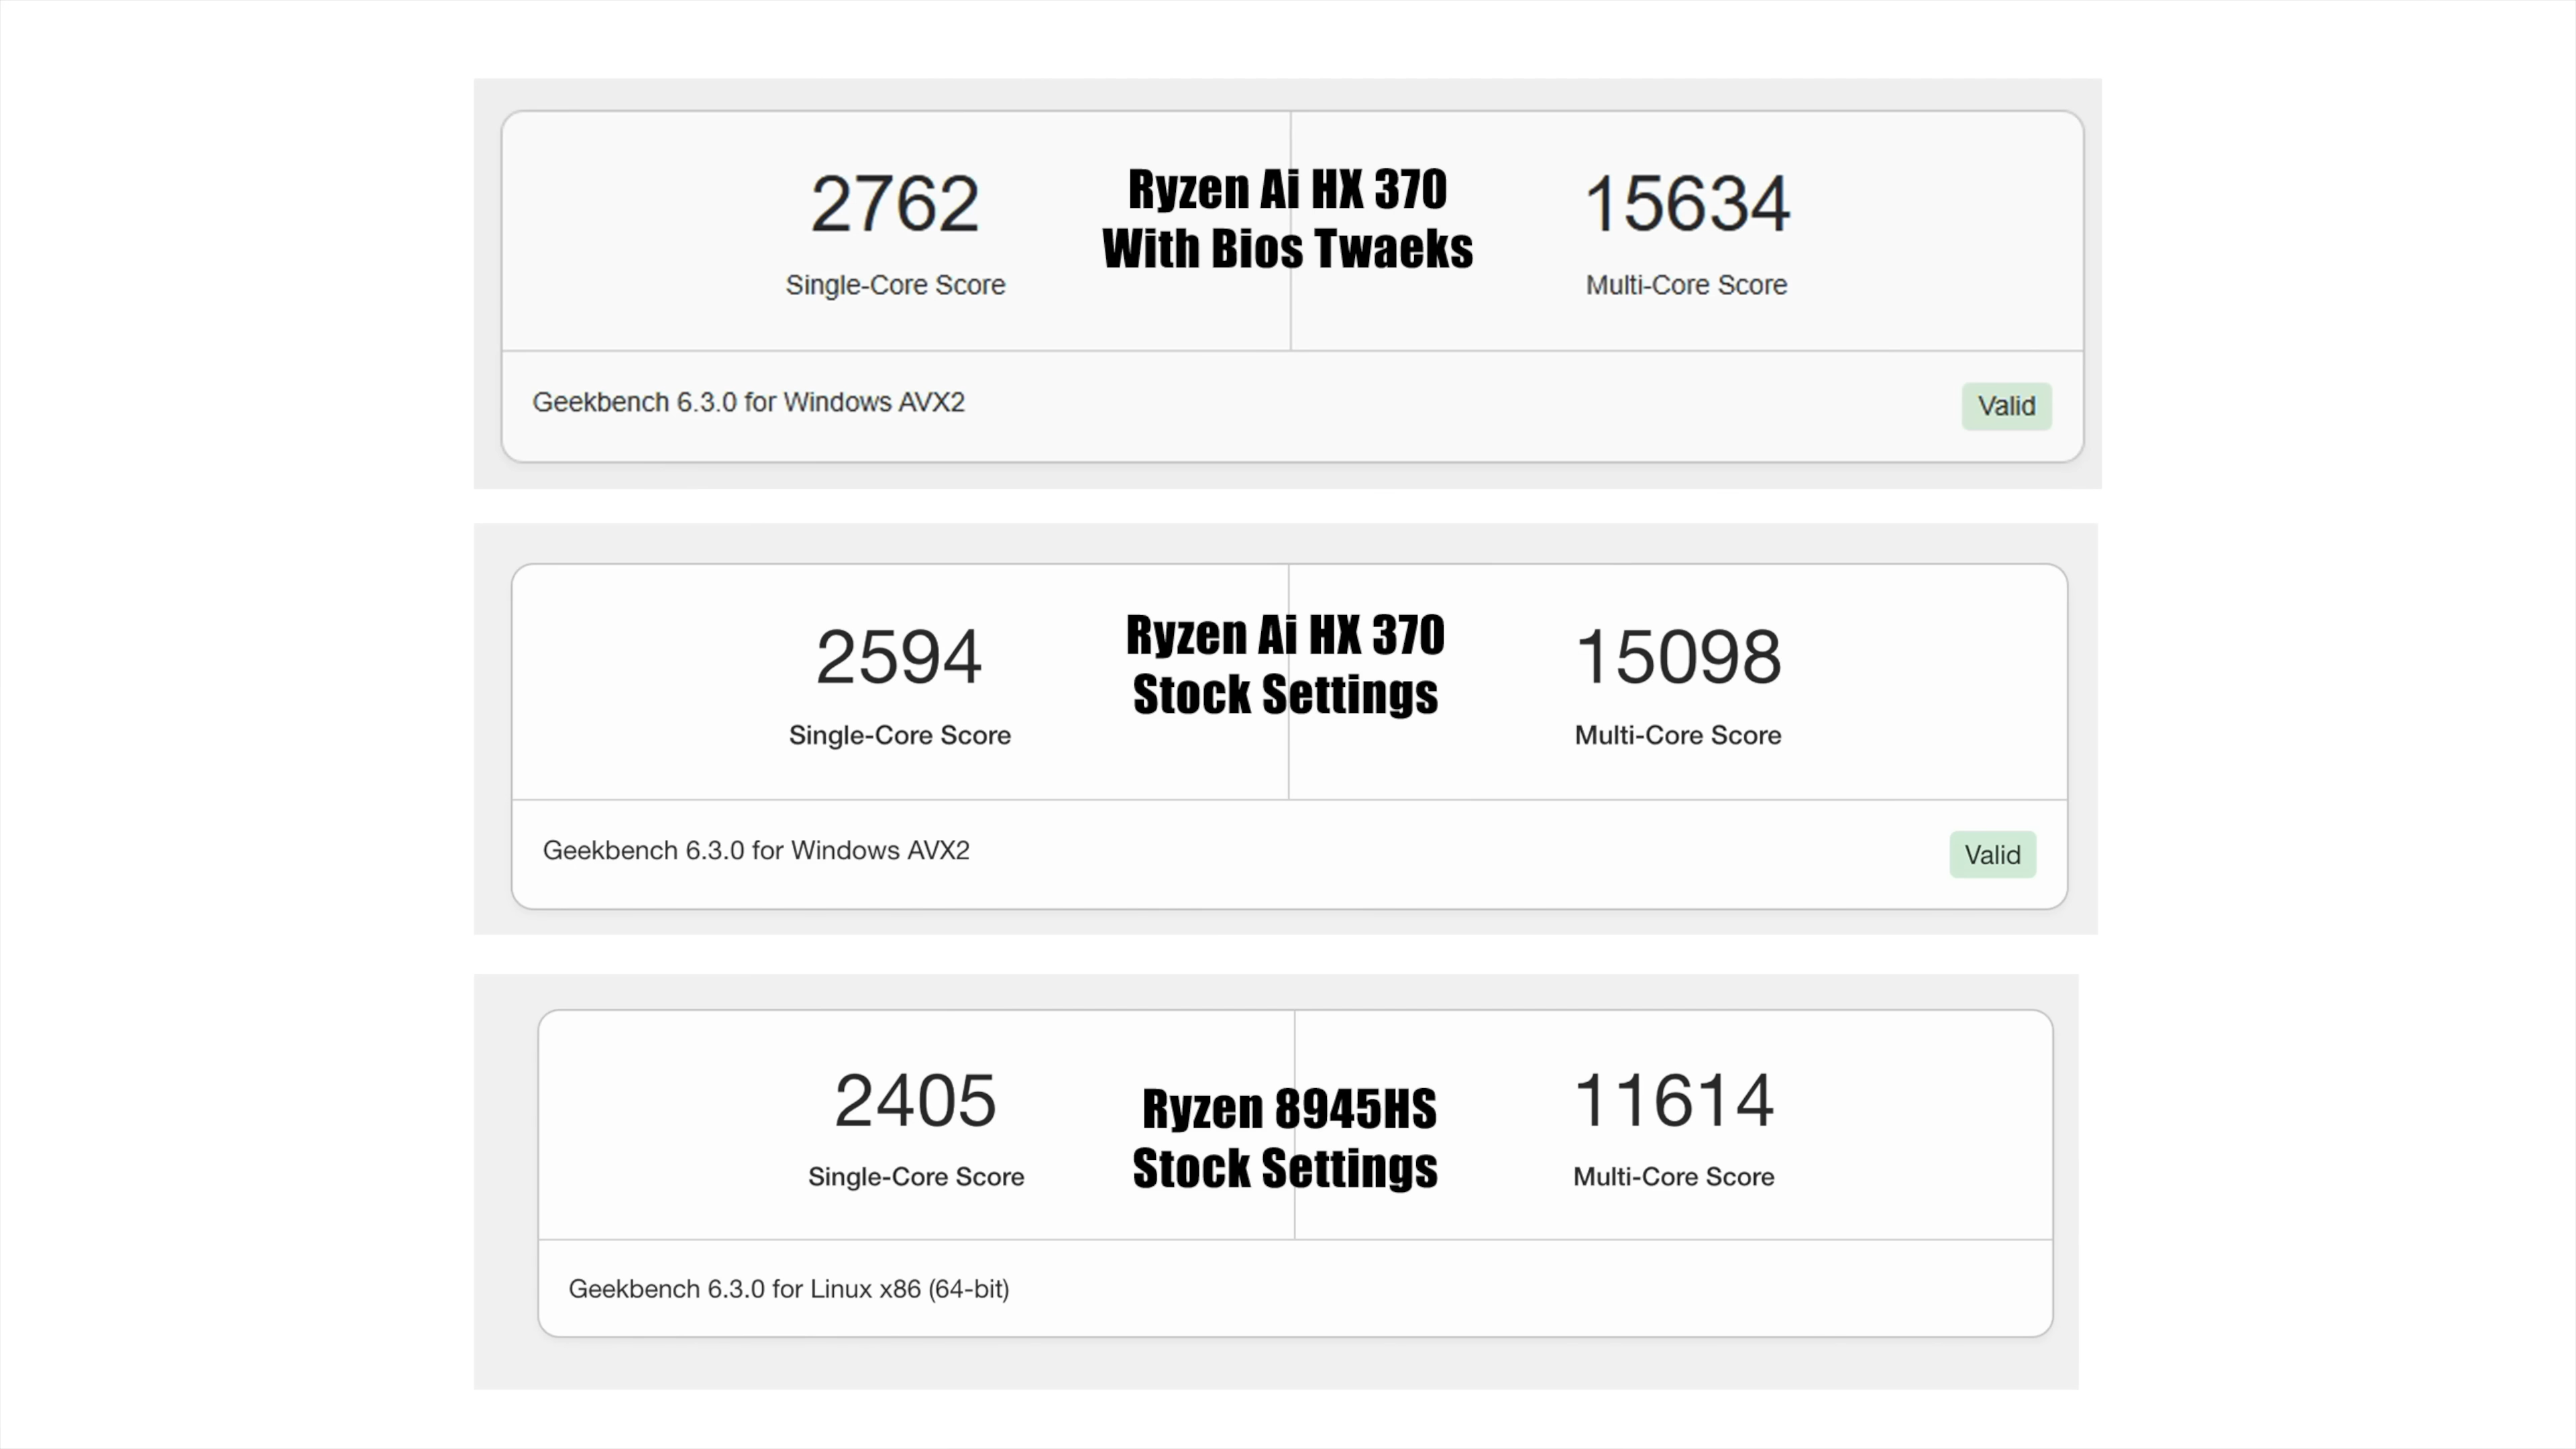 2762
Single-Core Score
Ryzen Ai HX 370
With Bios Twaeks
15634
Multi-Core Score
Geekbench 6.3.0 for Windows AVX2
Valid
2594
Single-Core Score
Ryzen Ai HX 370
Stock Settings
15098
Multi-Core Score
Geekbench 6.3.0 for Windows AVX2
Valid
2405
Single-Core Score
Ryzen 8945HS
Stock Settings
11614
Multi-Core Score
Geekbench 6.3.0 for Linux x86 (64-bit)